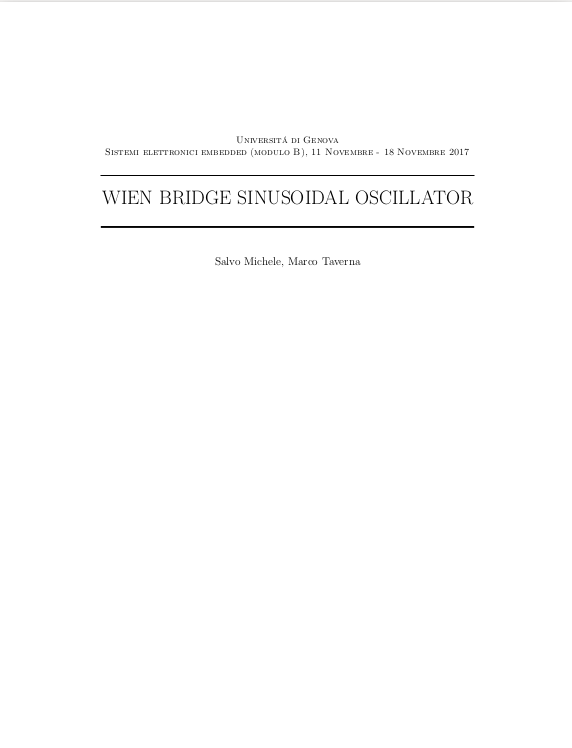 Universitá di Genova
Sistemi elettronici embedded (modulo B), 11 Novembre - 18 Novembre 2017
WIEN BRIDGE SINUSOIDAL OSCILLATOR
Salvo Michele, Marco Taverna